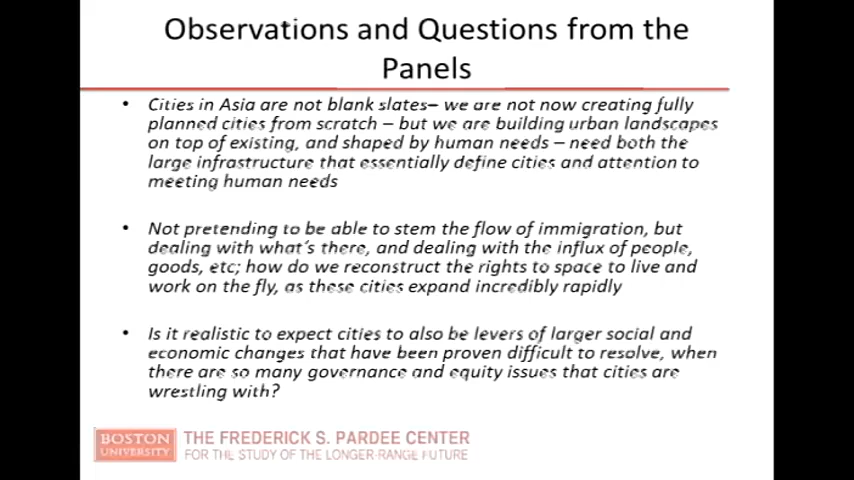 Observations and Questions from the
Panels
• Cities in Asia are not blank slates– we are not now creating fully
planned cities from scratch – but we are building urban landscapes
on top of existing, and shaped by human needs – need both the
large infrastructure that essentially define cities and attention to
meeting human needs
• Not pretending to be able to stem the flow of immigration, but
dealing with what's there, and dealing with the influx of people,
goods, etc; how do we reconstruct the rights to space to live and
work on the fly, as these cities expand incredibly rapidly
• Is it realistic to expect cities to also be levers of larger social and
economic changes that have been proven difficult to resolve, when
there are so many governance and equity issues that cities are
wrestling with?
BOSTON
UNIVERSITY
THE FREDERICK S. PARDEE CENTER
FOR THE STUDY OF THE LONGER-RANGE FUTURE